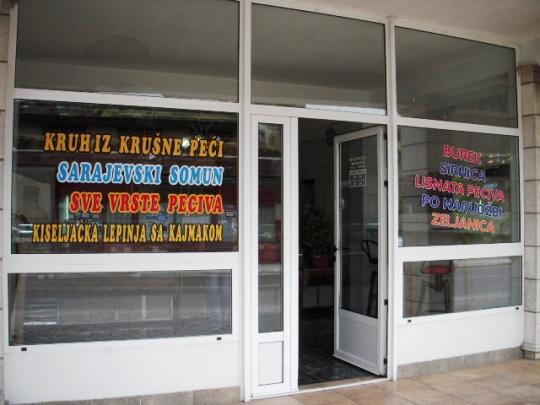 KRUH IZ KRUŠNE PEĆI
SARAJEVSKI SOMUN
SVE VRSTE PECIVA
KISELJAČKA LEPINJA SA KAJMAKOM
BUREK
SIRNICA
LISNATA PECIVA
PO NARUDŽBI
ZELJANICA